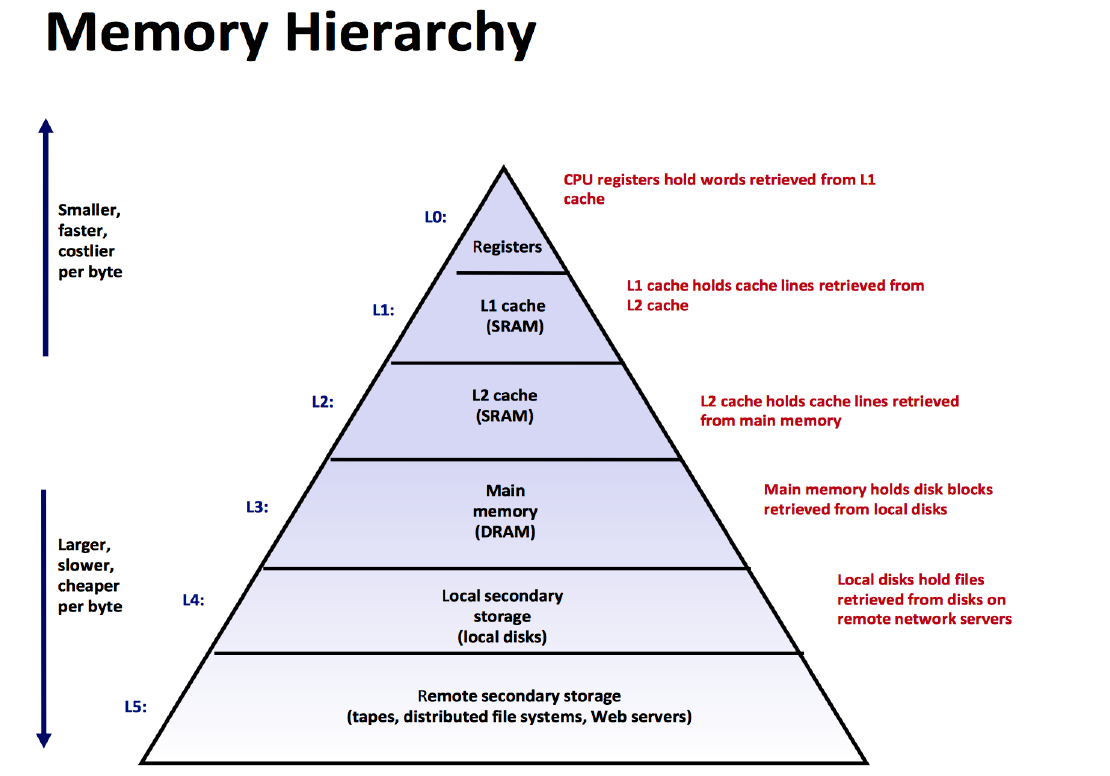 Memory Hierarchy
Smaller,
faster,
costlier
per byte
Larger,
slower,
cheaper
per byte
L0:
Registers
CPU registers hold words retrieved from L1
cache
L1:
L1 cache
(SRAM)
L1 cache holds cache lines retrieved from
L2 cache
L2:
L2 cache
(SRAM)
L2 cache holds cache lines retrieved
from main memory
L3:
Main
memory
(DRAM)
Main memory holds disk blocks
retrieved from local disks
L4:
Local secondary
storage
(local disks)
Local disks hold files
retrieved from disks on
remote network servers
L5:
Remote secondary storage
(tapes, distributed file systems, Web servers)